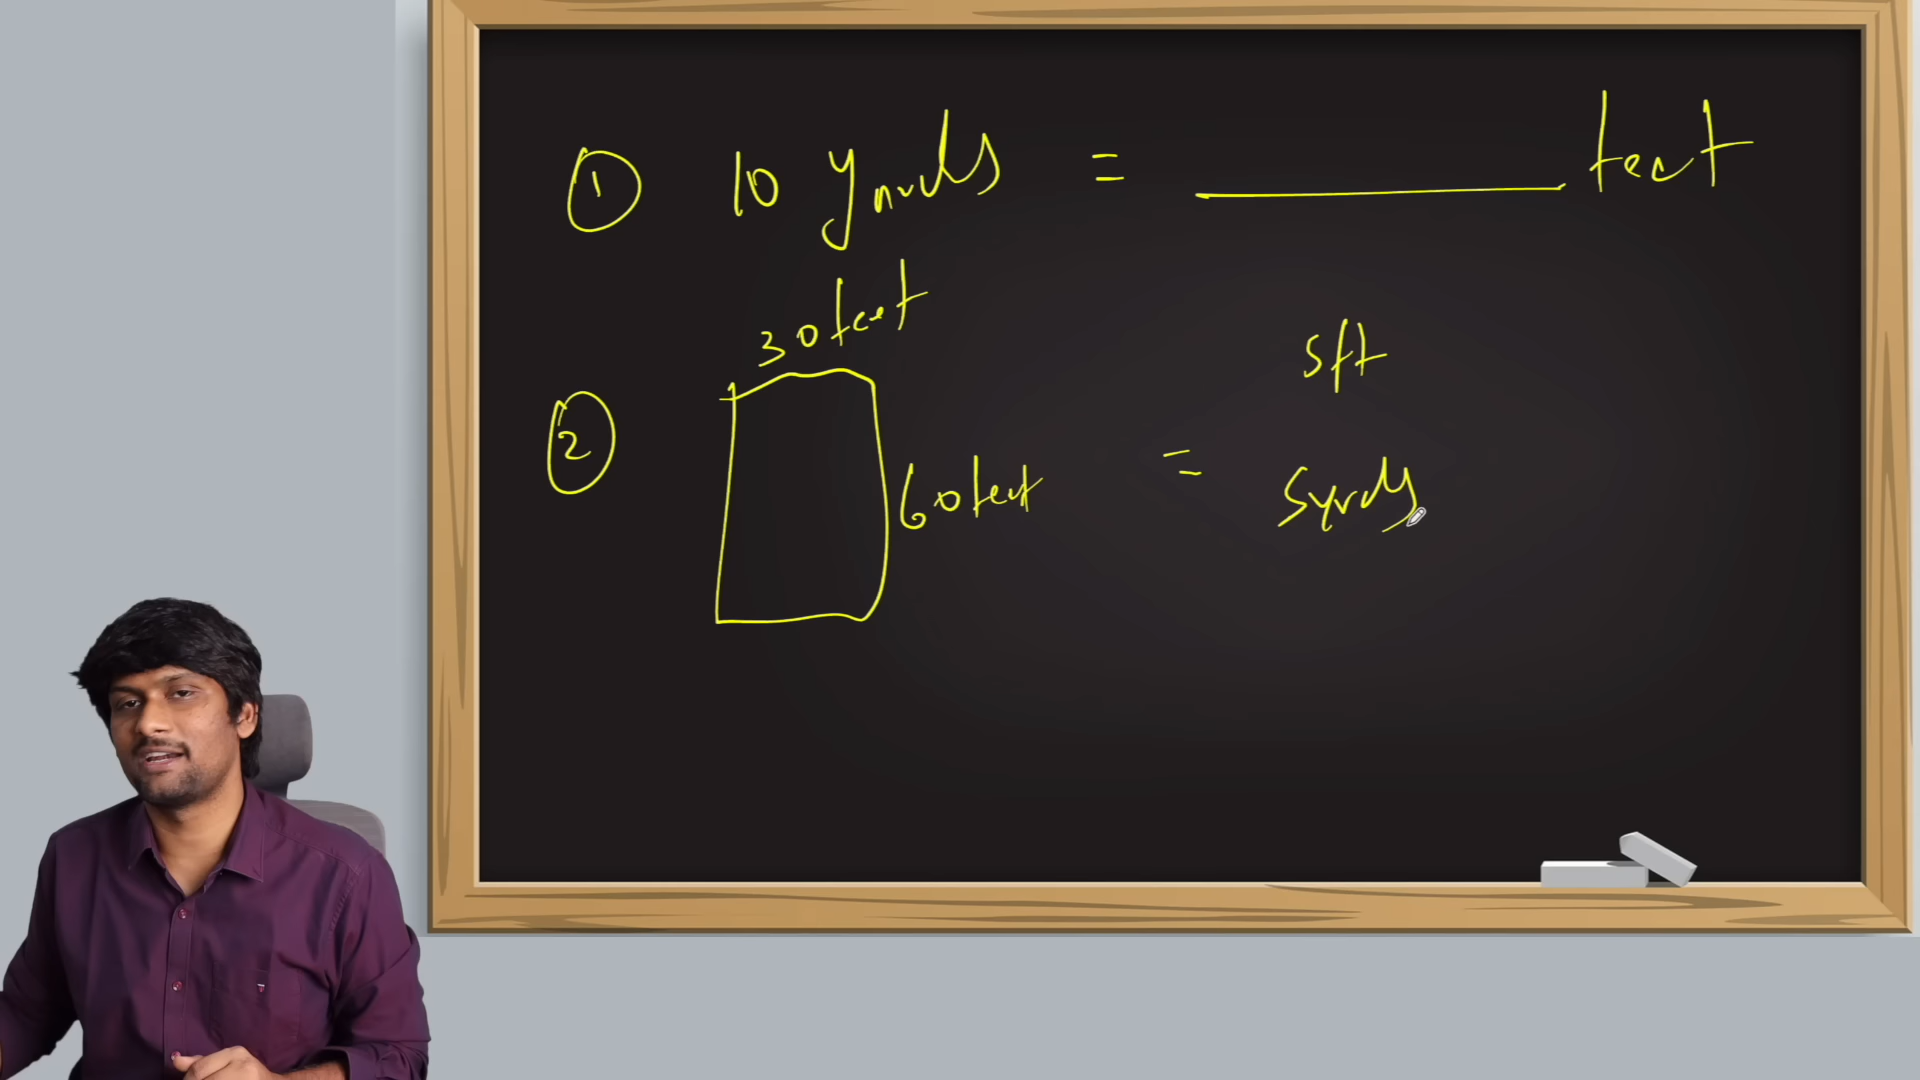 ① 10 yards = ______ feet
30 feet
② 60 feet = sft
Syrds